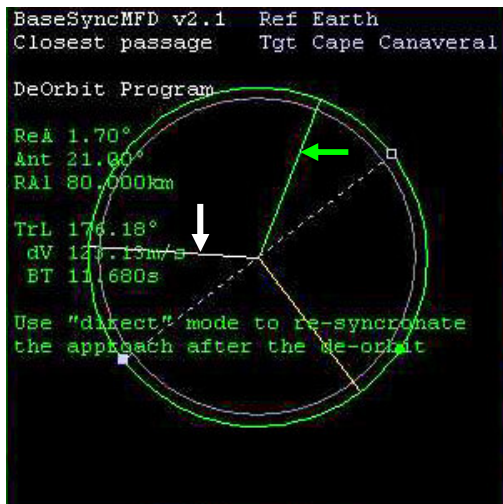 BaseSyncMFD v2.1 Ref Earth
Closest passage Tgt Cape Canaveral
DeOrbit Program
ReA 1.70°
Ant 21.00°
RAl 80.000km
TrL 176.18°
dV 123.13m/s
BT 11.680s
Use "direct" mode to re-syncronate
the approach after the de-orbit